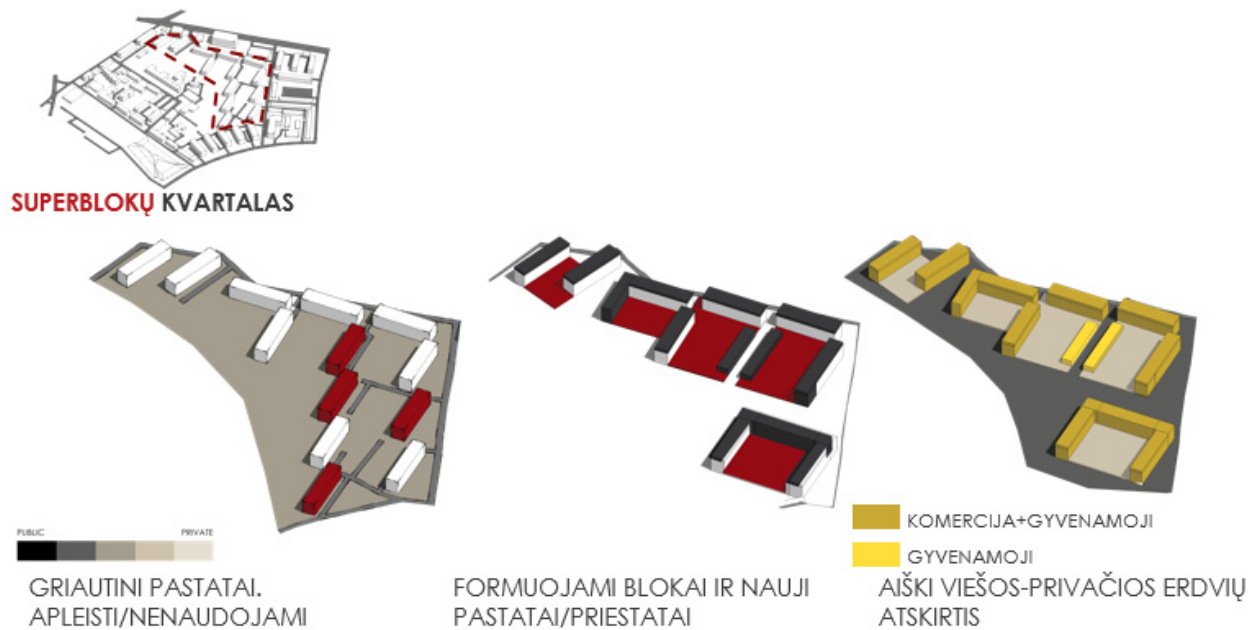 SUPERBLOKŲ KVARTALAS
PUBLIC PRIVATE
GRIAUTINI PASTATAI.
APLEISTI/NENAUDOJAMI
FORMUOJAMI BLOKAI IR NAUJI
PASTATAI/PRIESTATAI
KOMERCIJA+GYVENAMOJI
GYVENAMOJI
AIŠKI VIEŠOS-PRIVAČIOS ERDVIŲ
ATSKIRTIS